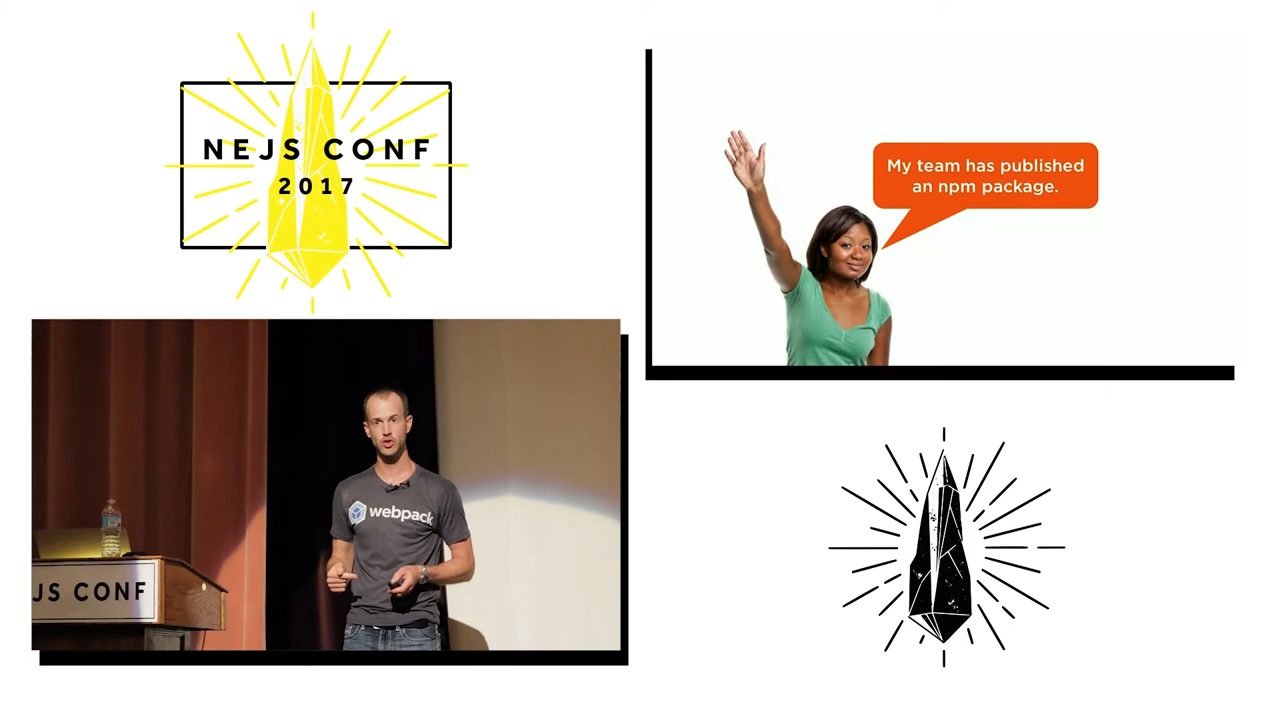 NEJS CONF
2017
My team has published
an npm package.
webpack
JS CONF